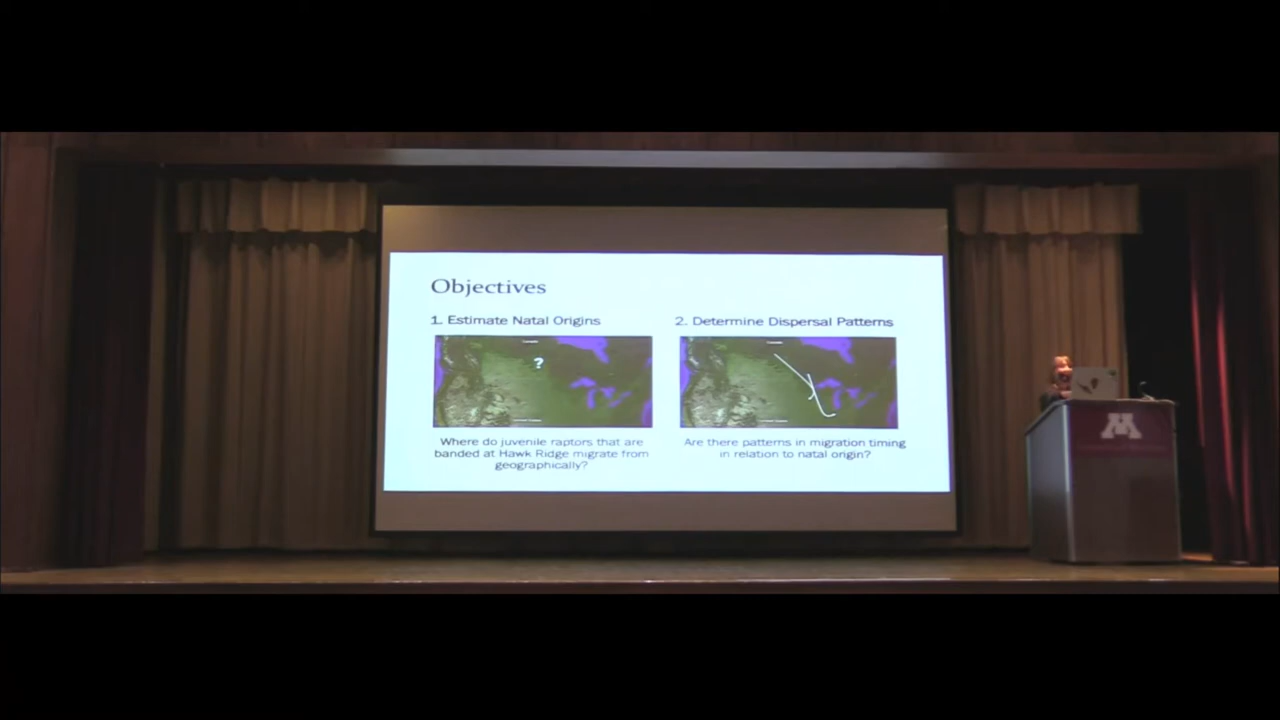 Objectives
1. Estimate Natal Origins
Where do juvenile raptors that are
banded at Hawk Ridge migrate from
geographically?
2. Determine Dispersal Patterns
Are there patterns in migration timing
in relation to natal origin?
?
M